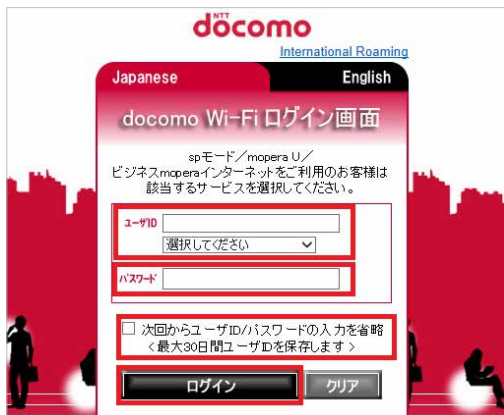 NTT
docomo
International Roaming
Japanese
English
docomo Wi-Fi ログイン画面
spモード／mopera U／
ビジネスmoperaインターネットをご利用のお客様は
該当するサービスを選択してください。
ユーザID
選択してください
パスワード
次回からユーザID/パスワードの入力を省略
＜最大30日間ユーザIDを保存します＞
ログイン
クリア